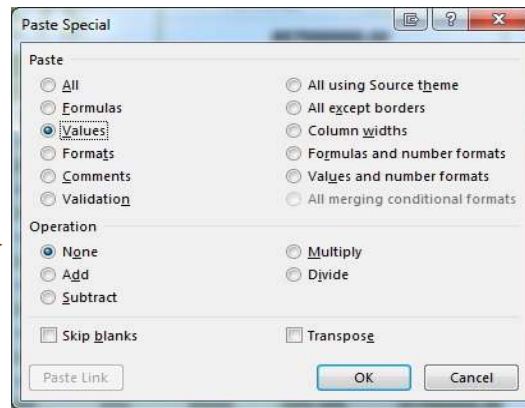 Paste Special
Paste
All
All using Source theme
Formulas
All except borders
Values
Column widths
Formats
Formulas and number formats
Comments
Values and number formats
Validation
All merging conditional formats
Operation
None
Multiply
Add
Divide
Subtract
Skip blanks
Transpose
Paste Link
OK
Cancel